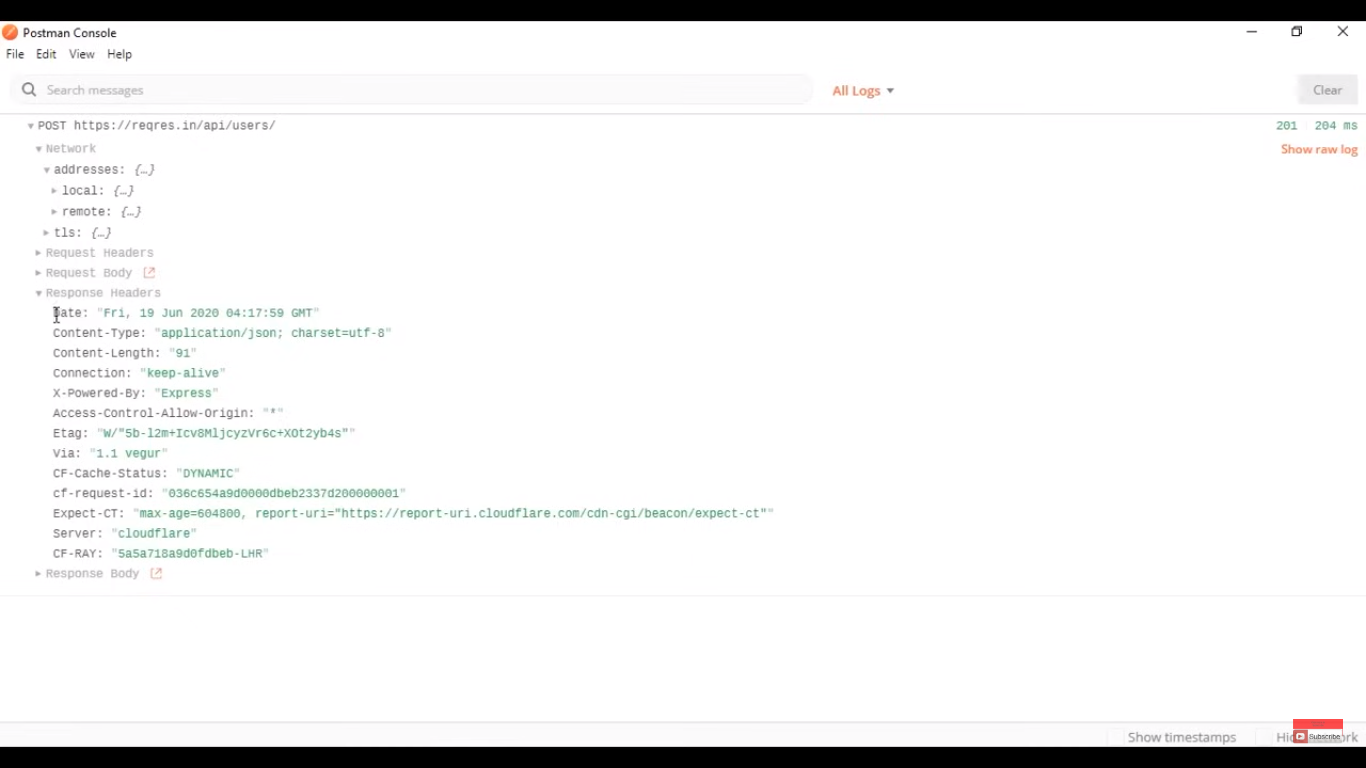 Postman Console
File Edit View Help
Search messages All Logs Clear
POST https://reqres.in/api/users/ 201 204 ms
Network Show raw log
addresses: {…}
local: {…}
remote: {…}
tls: {…}
Request Headers
Request Body
Response Headers
Date: "Fri, 19 Jun 2020 04:17:59 GMT"
Content-Type: "application/json; charset=utf-8"
Content-Length: "91"
Connection: "keep-alive"
X-Powered-By: "Express"
Access-Control-Allow-Origin: "*"
Etag: "W/"5b-l2m+Icv8MljcyzVr6c+XOt2yb4s""
Via: "1.1 vegur"
CF-Cache-Status: "DYNAMIC"
cf-request-id: "036c654a9d0000dbeb2337d200000001"
Expect-CT: "max-age=604800, report-uri="https://report-uri.cloudflare.com/cdn-cgi/beacon/expect-ct""
Server: "cloudflare"
CF-RAY: "5a5a718a9d0fdbeb-LHR"
Response Body
Show timestamps
Subscribe